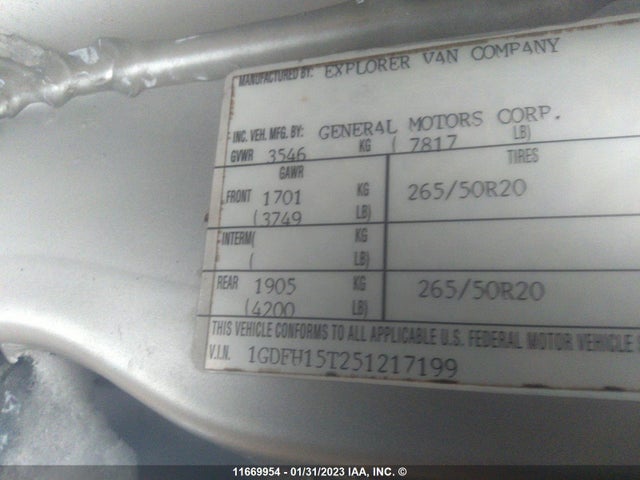 MANUFACTURED BY: EXPLORER VAN COMPANY
INC. VEH. MFG. BY: GENERAL MOTORS CORP.
GVWR 3546 KG ( 7817 LB)
GAWR TIRES
FRONT 1701 KG 265/50R20
(3749 LB)
INTERM( KG
( LB)
REAR 1905 KG 265/50R20
(4200 LB)
THIS VEHICLE CONFORMS TO ALL APPLICABLE U.S. FEDERAL MOTOR VEHICLE S
V.I.N. 1GDFH15T251217199
11669954 - 01/31/2023 IAA, INC. ©